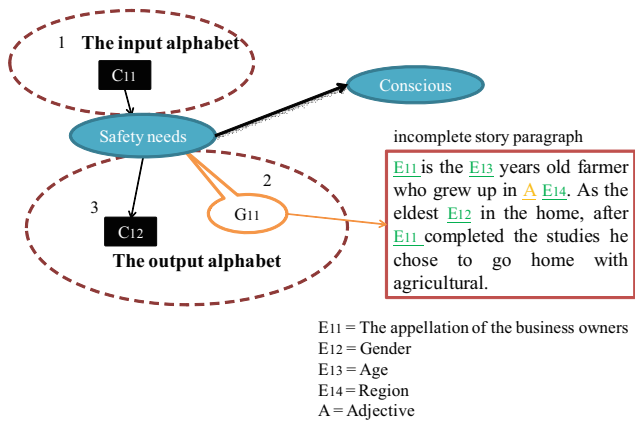 1 The input alphabet
C11
Conscious
Safety needs
incomplete story paragraph
2
E11 is the E13 years old farmer
who grew up in A E14. As the
eldest E12 in the home, after
E11 completed the studies he
chose to go home with
agricultural.
3
G11
C12
The output alphabet
E11 = The appellation of the business owners
E12 = Gender
E13 = Age
E14 = Region
A = Adjective